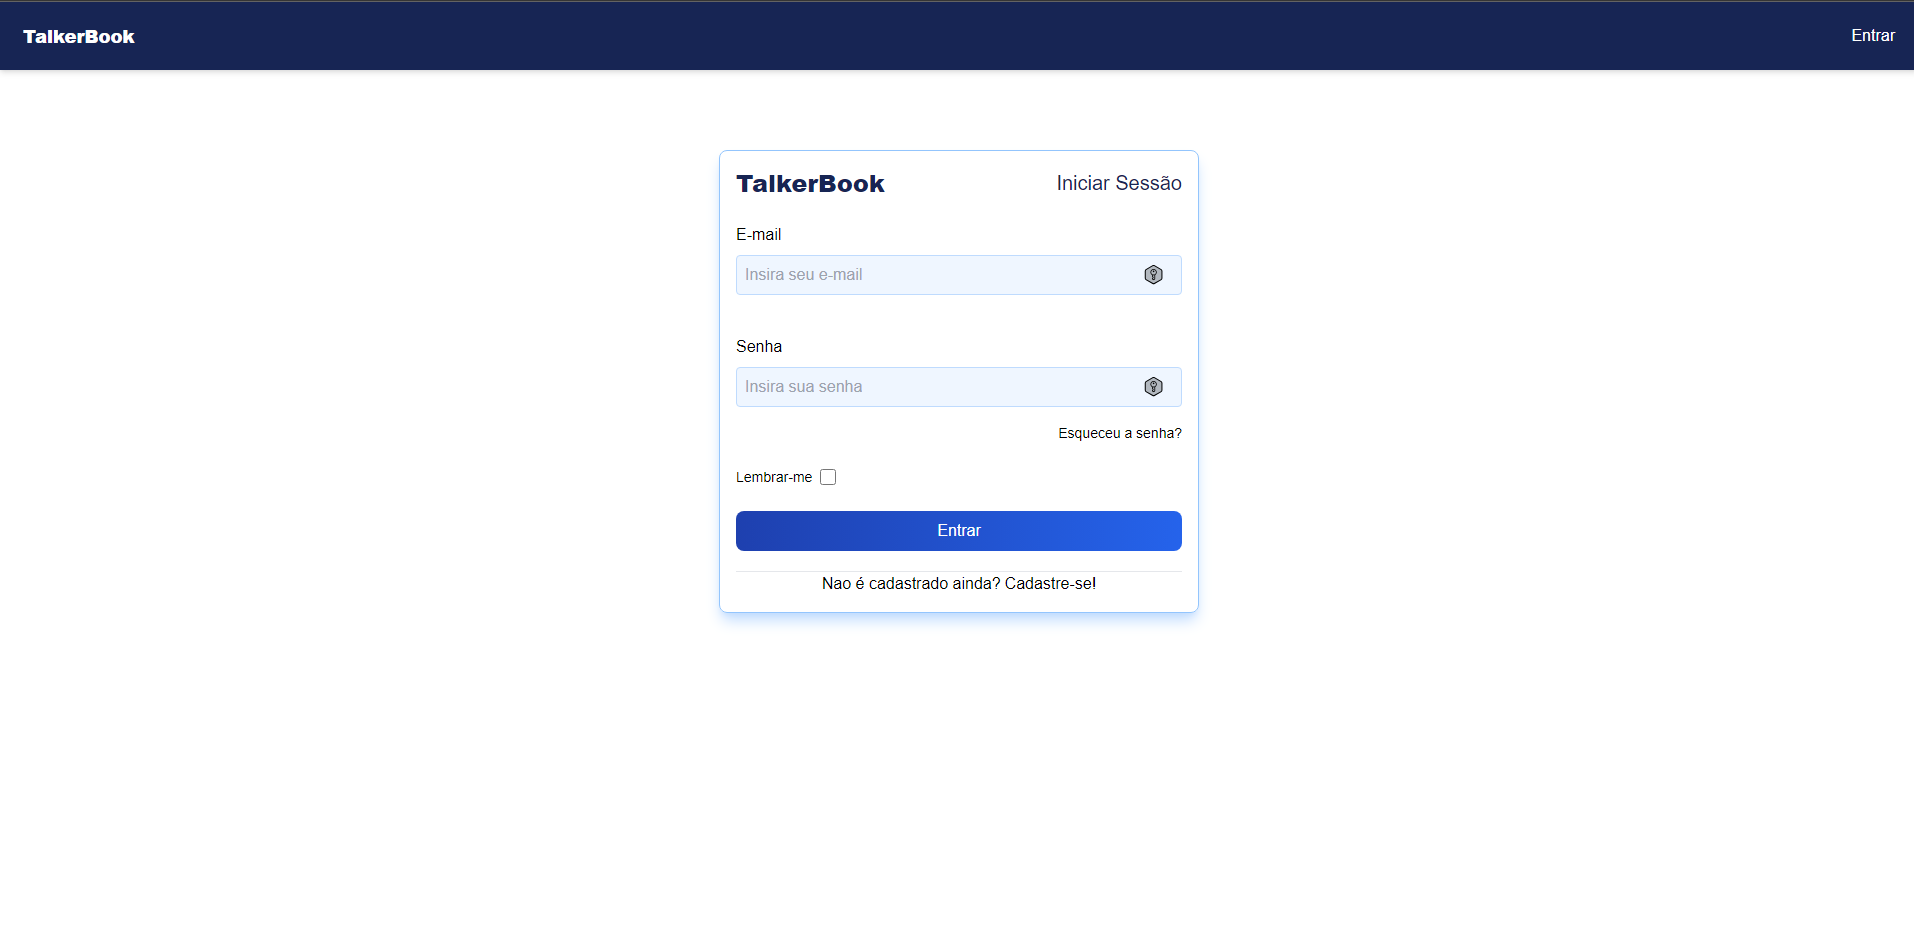 TalkerBook
Entrar
TalkerBook
Iniciar Sessão
E-mail
Insira seu e-mail
Senha
Insira sua senha
Esqueceu a senha?
Lembrar-me
Entrar
Nao é cadastrado ainda? Cadastre-se!